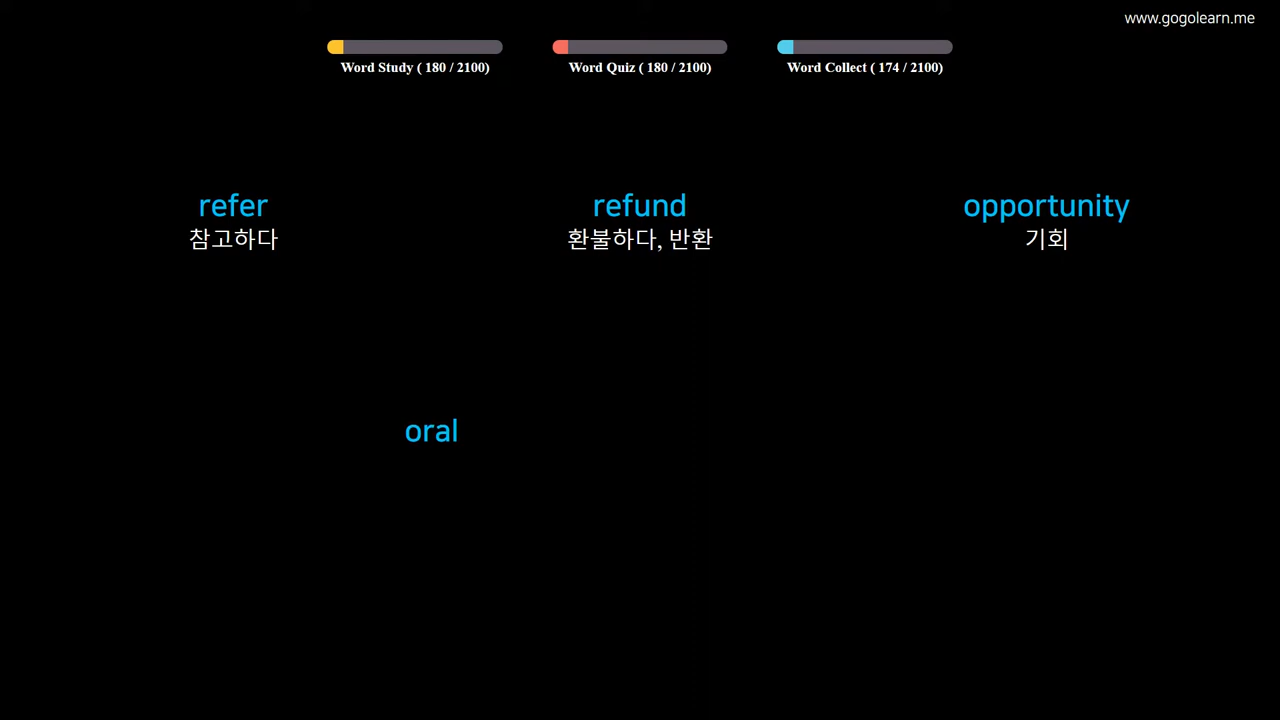 www.gogolearn.me
Word Study ( 180 / 2100)
Word Quiz ( 180 / 2100)
Word Collect ( 174 / 2100)
refer
참고하다
refund
환불하다, 반환
opportunity
기회
oral